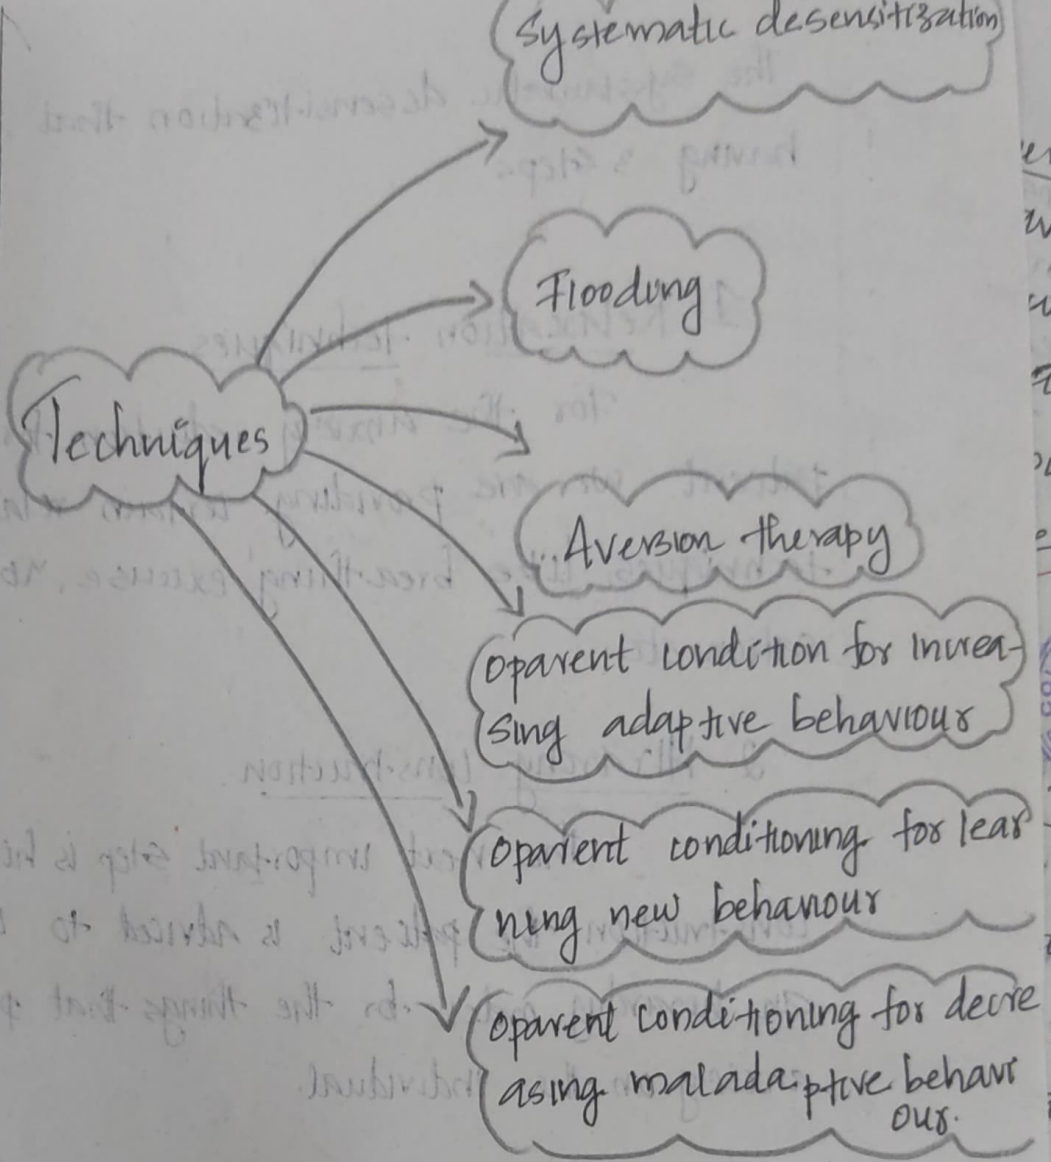 Systematic desensitization
Flooding
Techniques
Aversion therapy
Oparent condition for increa-
sing adaptive behaviour
Oparent conditioning for lear
ning new behaviour
Oparent conditioning for decre
asing maladaptive behavi
our.